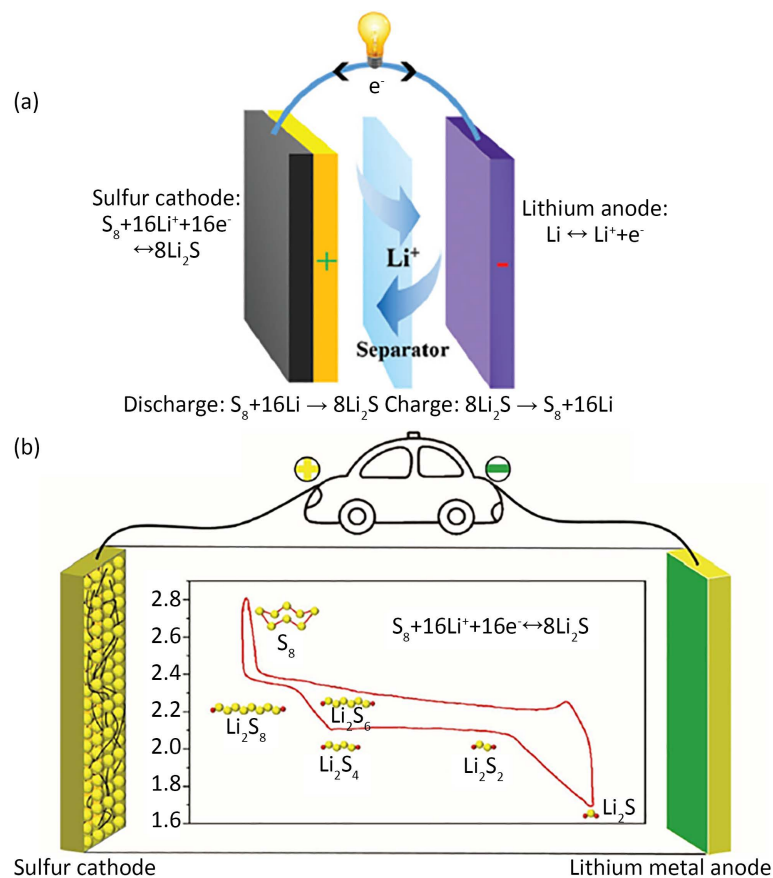 (a)
e⁻
Sulfur cathode:
S₈+16Li⁺+16e⁻
↔8Li₂S
Lithium anode:
Li ↔ Li⁺+e⁻
+
Li⁺
-
Separator
Discharge: S₈+16Li → 8Li₂S Charge: 8Li₂S → S₈+16Li
(b)
2.8
S₈+16Li⁺+16e⁻↔8Li₂S
2.6
S₈
2.4
2.2
Li₂S₈
Li₂S₆
2.0
Li₂S₄
Li₂S₂
1.8
Li₂S
1.6
Sulfur cathode
Lithium metal anode